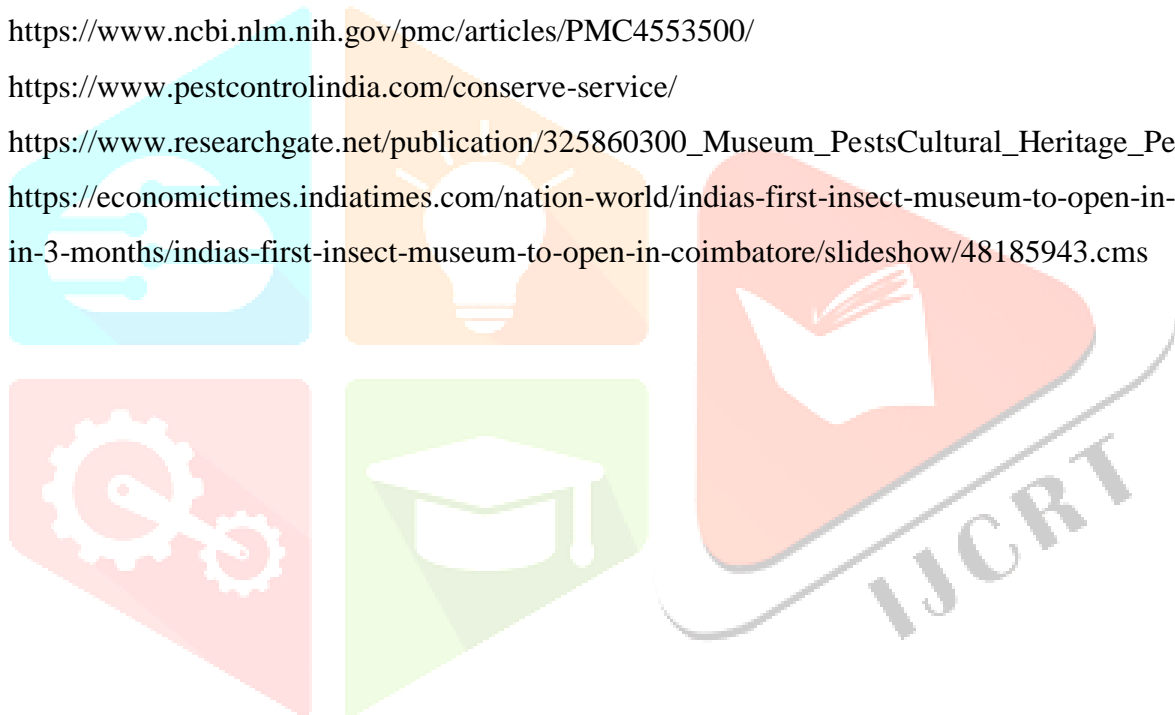 https://www.ncbi.nlm.nih.gov/pmc/articles/PMC4553500/
https://www.pestcontrolindia.com/conserve-service/
https://www.researchgate.net/publication/325860300_Museum_PestsCultural_Heritage_Pe
https://economictimes.indiatimes.com/nation-world/indias-first-insect-museum-to-open-in-
in-3-months/indias-first-insect-museum-to-open-in-coimbatore/slideshow/48185943.cms
IJCRT